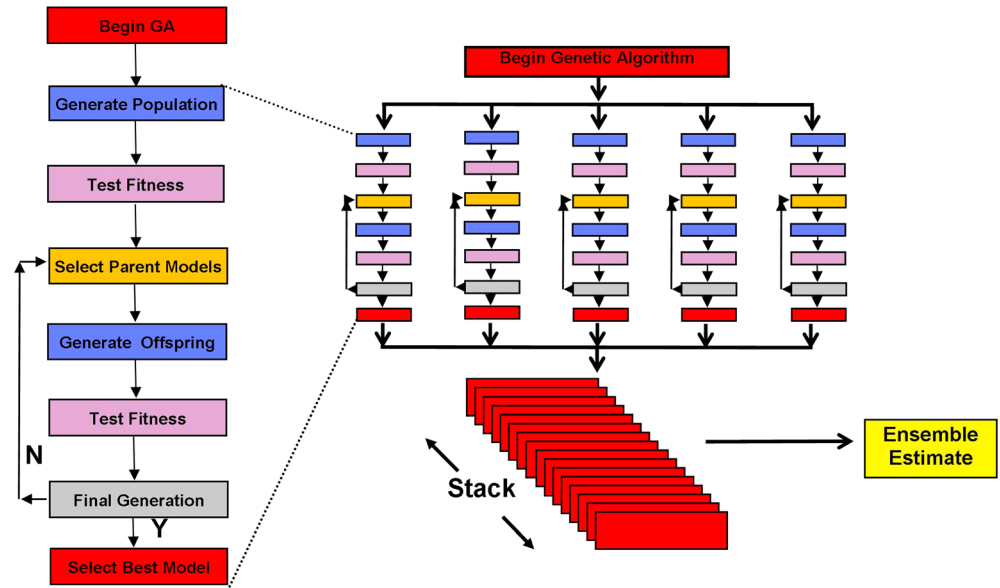 Begin GA
Generate Population
Test Fitness
Select Parent Models
Generate Offspring
Test Fitness
N
Final Generation
Y
Select Best Model
Begin Genetic Algorithm
Stack
Ensemble
Estimate